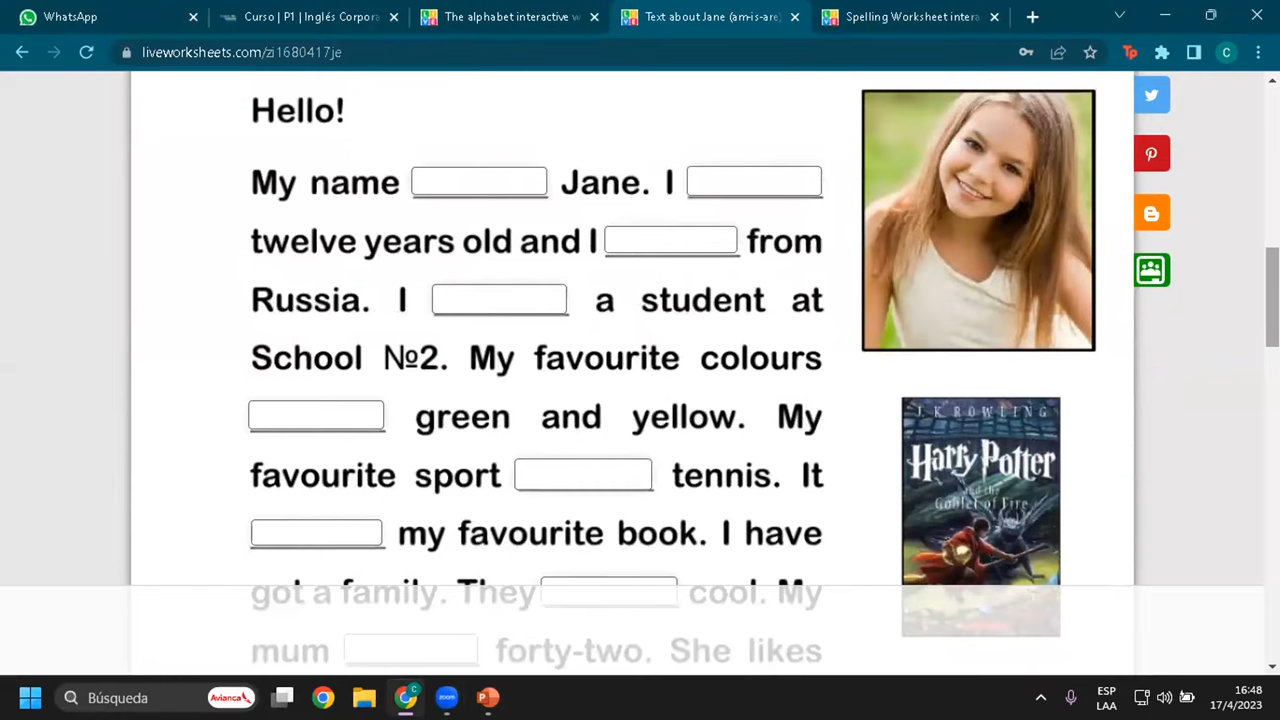 WhatsApp
Curso | P1 | Inglés Corpora
The alphabet interactive w
Text about Jane (am-is-are)
Spelling Worksheet intera
liveworksheets.com/zi1680417je
Hello!
My name Jane. I
twelve years old and I from
Russia. I a student at
School №2. My favourite colours
green and yellow. My
favourite sport tennis. It
my favourite book. I have
got a family. They cool. My
mum forty-two. She likes
J. K. ROWLING
Harry Potter
and the
Goblet of Fire
Búsqueda
Avianca
zoom
ESP
LAA
16:48
17/4/2023